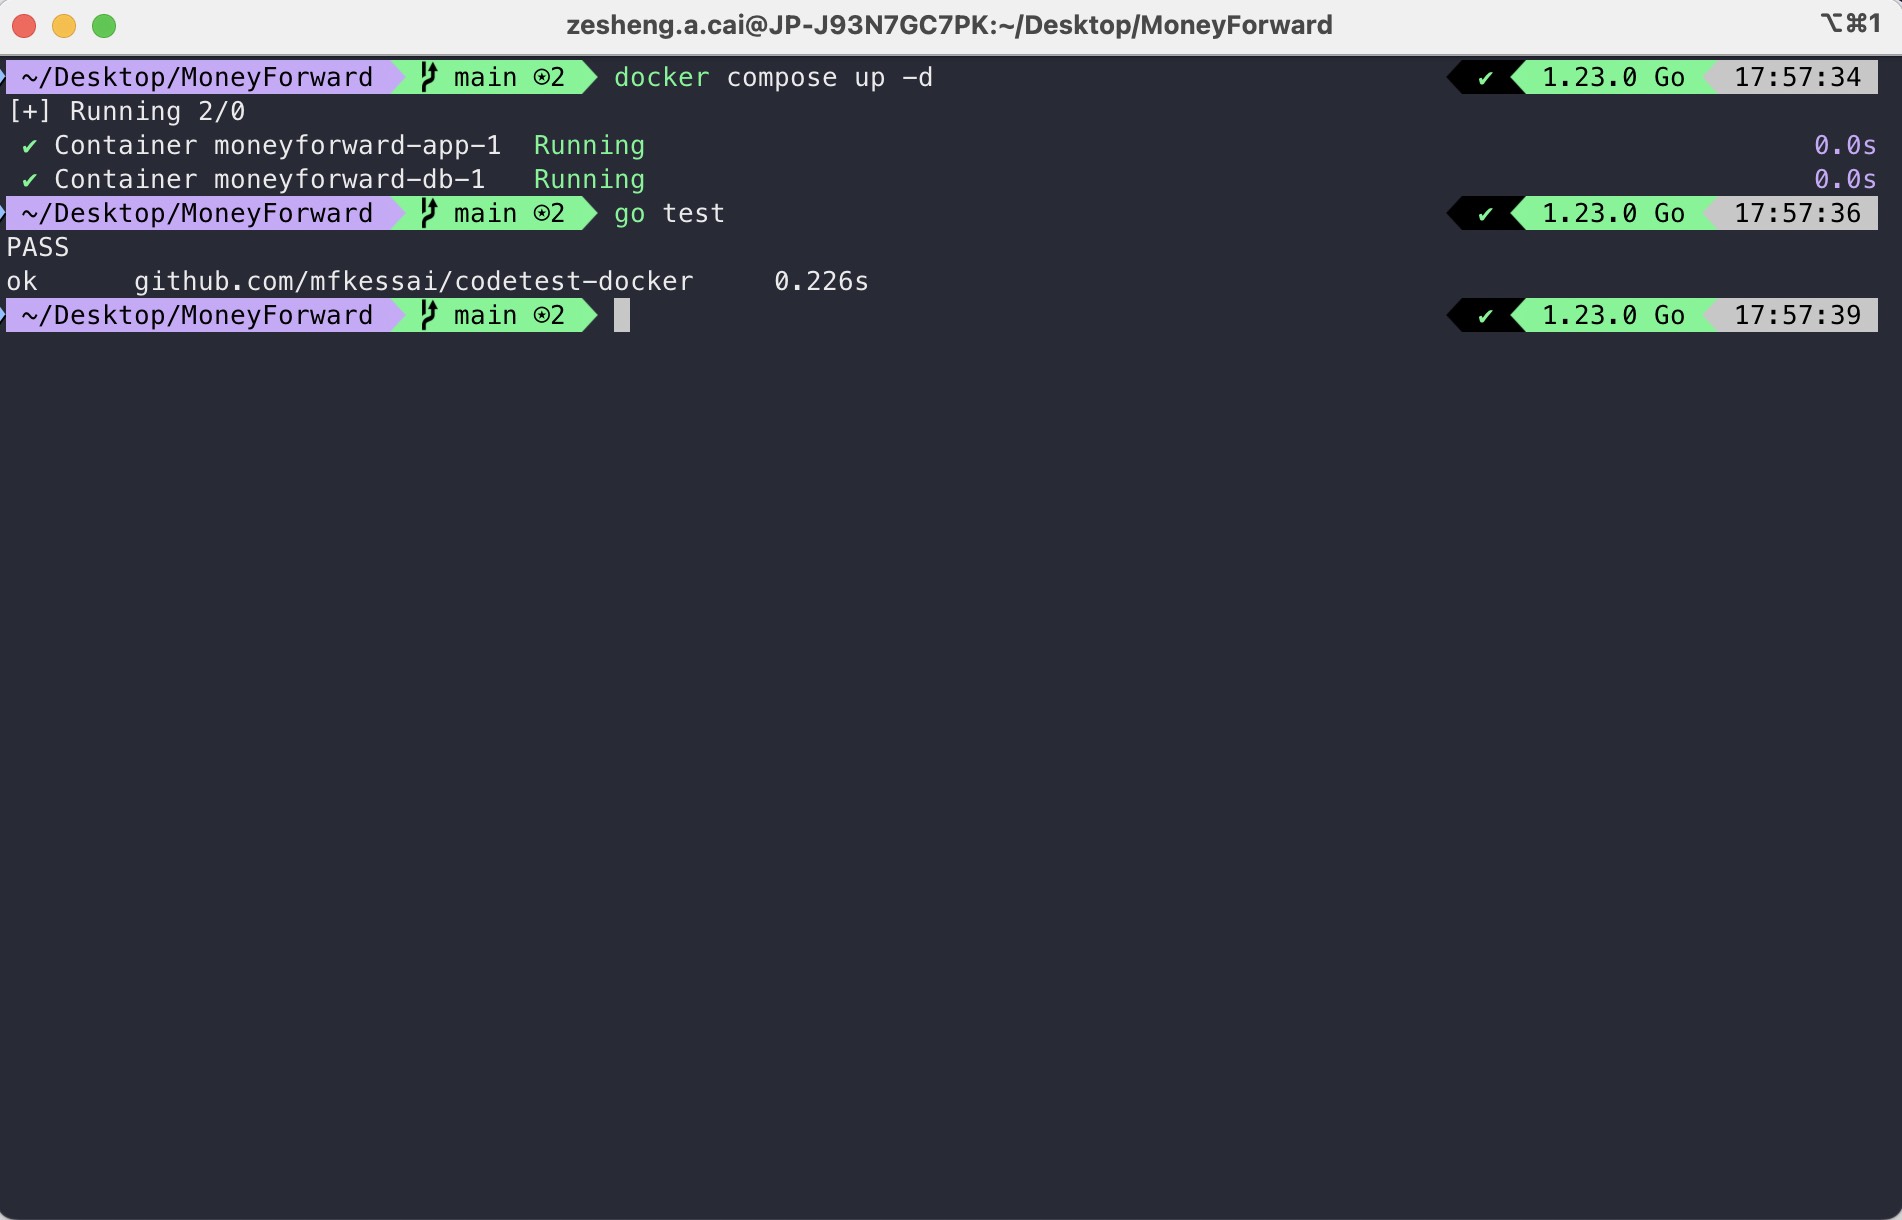 zesheng.a.cai@JP-J93N7GC7PK:~/Desktop/MoneyForward ⌥⌘1
~/Desktop/MoneyForward main ⍟2 docker compose up -d ✔ 1.23.0 Go 17:57:34
[+] Running 2/0
✔ Container moneyforward-app-1 Running 0.0s
✔ Container moneyforward-db-1 Running 0.0s
~/Desktop/MoneyForward main ⍟2 go test ✔ 1.23.0 Go 17:57:36
PASS
ok github.com/mfkessai/codetest-docker 0.226s
~/Desktop/MoneyForward main ⍟2 ✔ 1.23.0 Go 17:57:39